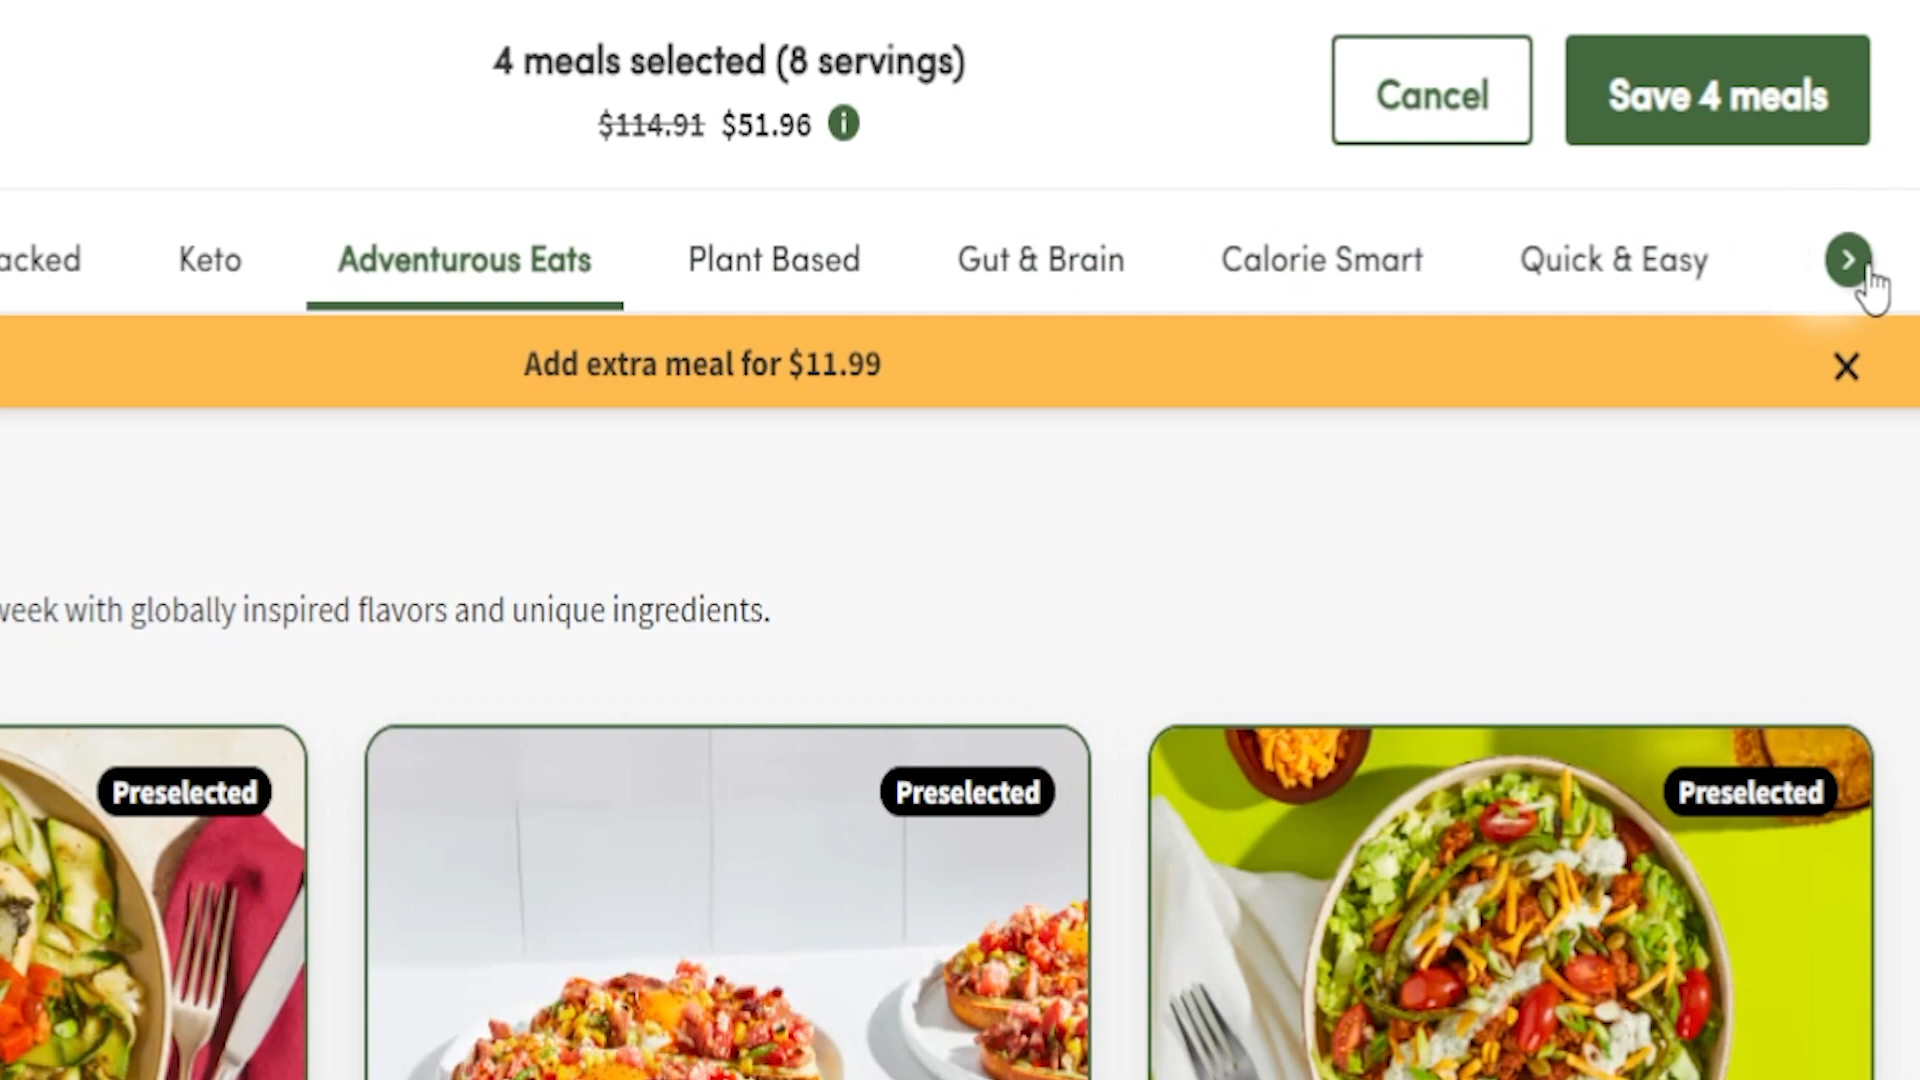 4 meals selected (8 servings)
$114.91 $51.96 i
Cancel
Save 4 meals
acked Keto Adventurous Eats Plant Based Gut & Brain Calorie Smart Quick & Easy
Add extra meal for $11.99
week with globally inspired flavors and unique ingredients.
Preselected Preselected Preselected